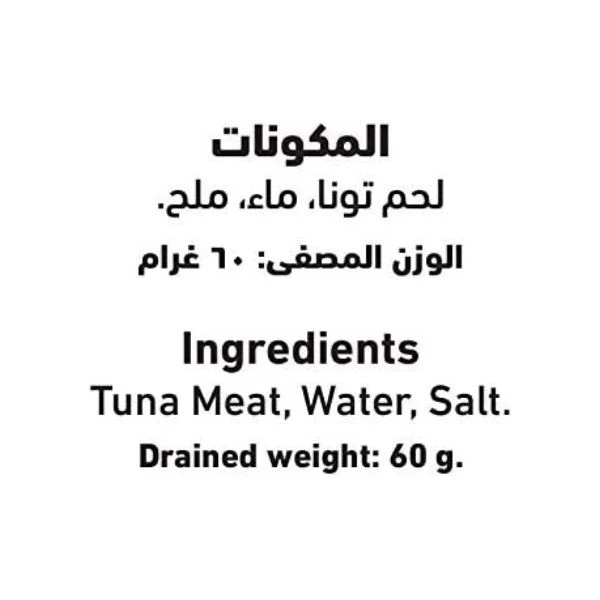 المكونات
لحم تونا، ماء، ملح.
الوزن المصفى: ٦٠ غرام
Ingredients
Tuna Meat, Water, Salt.
Drained weight: 60 g.